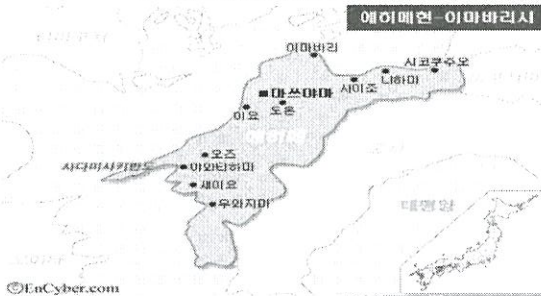 에히메현-이마바리시
이마바리
시코쿠주오
니하마
사이조
마쓰야마
도온
이요
오즈
사다미사키반도
야와타하마
세이요
우와지마
태평양
©EnCyber.com